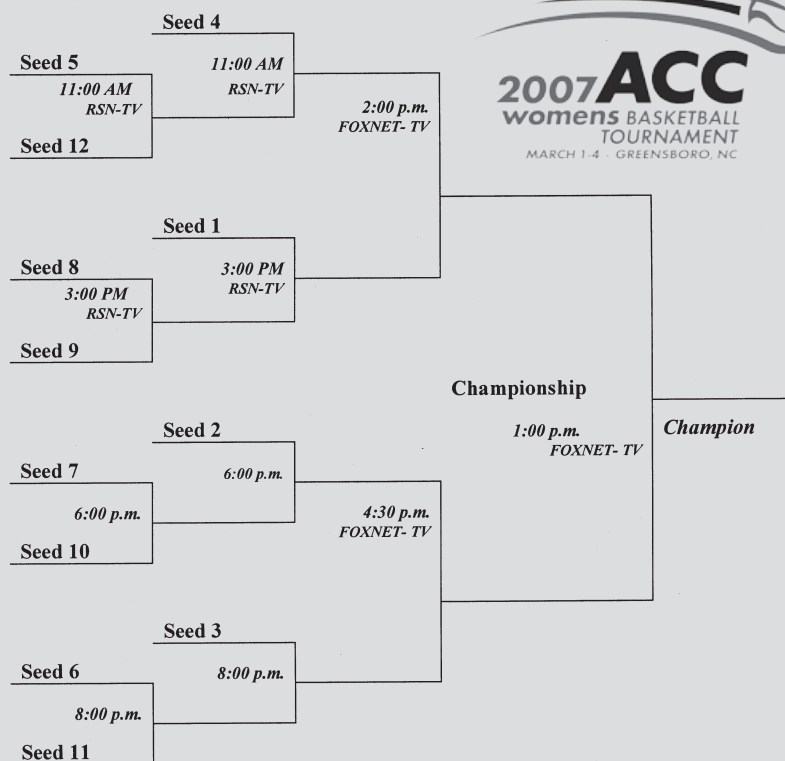 Seed 4
Seed 5
11:00 AM
RSN-TV
11:00 AM
RSN-TV
Seed 12
2:00 p.m.
FOXNET- TV
2007 ACC
womens BASKETBALL
TOURNAMENT
MARCH 1-4 · GREENSBORO, NC
Seed 1
Seed 8
3:00 PM
RSN-TV
3:00 PM
RSN-TV
Seed 9
Championship
1:00 p.m.
FOXNET- TV
Champion
Seed 2
Seed 7
6:00 p.m.
6:00 p.m.
Seed 10
4:30 p.m.
FOXNET- TV
Seed 3
Seed 6
8:00 p.m.
8:00 p.m.
Seed 11